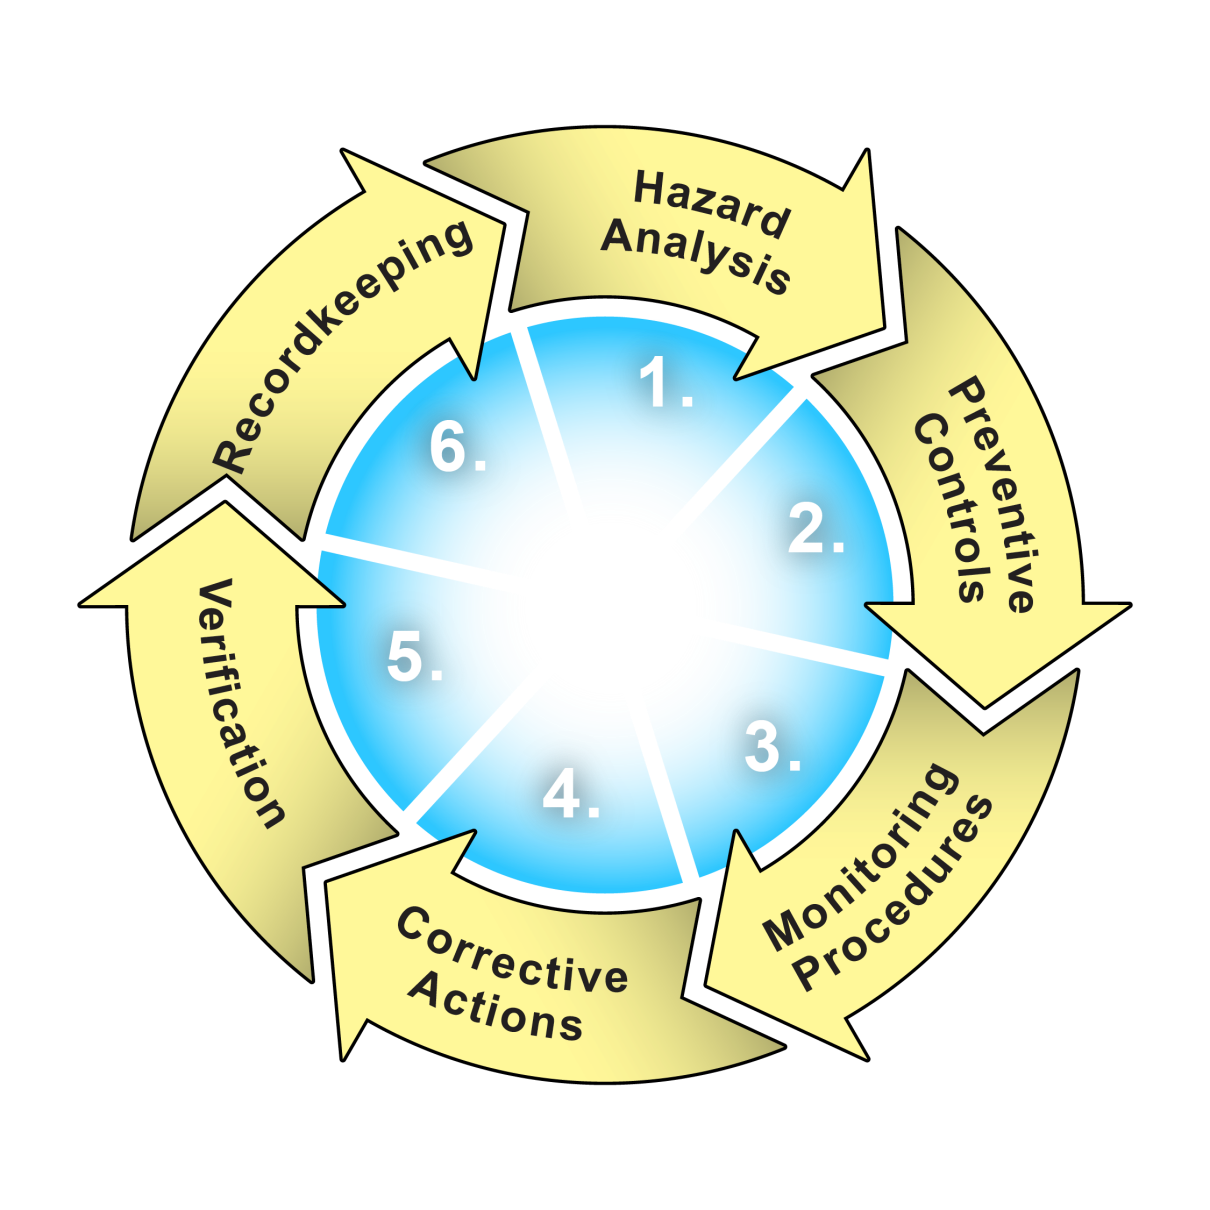 1.
Hazard
Analysis
2.
Preventive
Controls
3.
Monitoring
Procedures
4.
Corrective
Actions
5.
Verification
6.
Recordkeeping